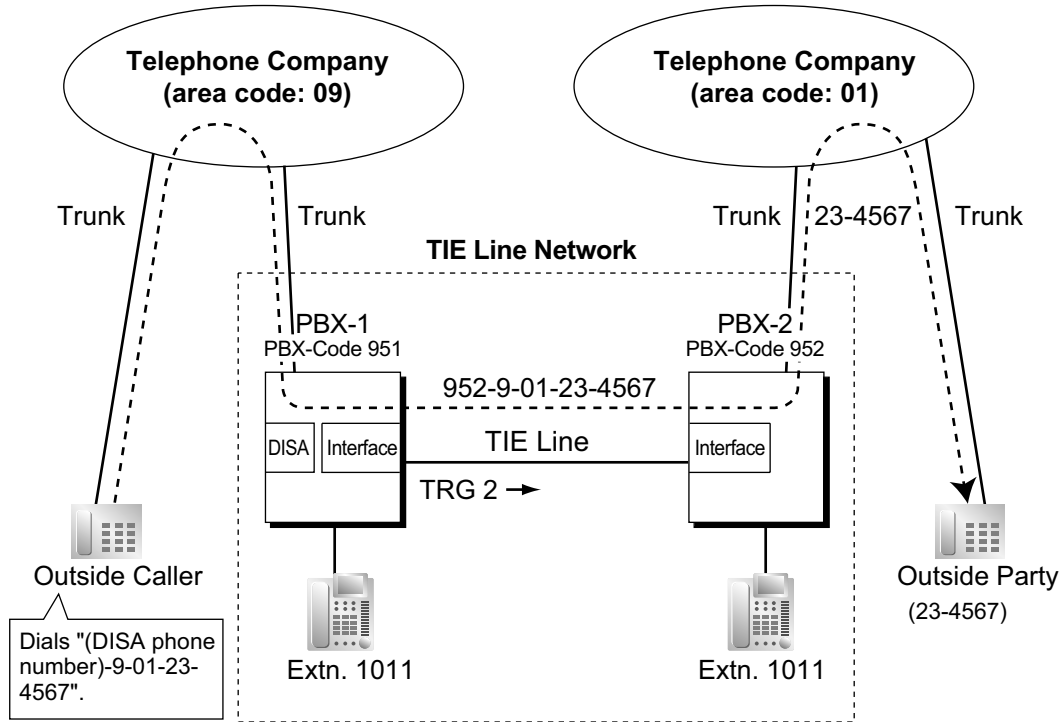 Telephone Company
(area code: 09)
Telephone Company
(area code: 01)
Trunk
Trunk
Trunk
23-4567
Trunk
TIE Line Network
PBX-1
PBX-Code 951
PBX-2
PBX-Code 952
952-9-01-23-4567
DISA
Interface
TIE Line
Interface
TRG 2
Outside Caller
Outside Party
(23-4567)
Dials "(DISA phone
number)-9-01-23-
4567".
Extn. 1011
Extn. 1011